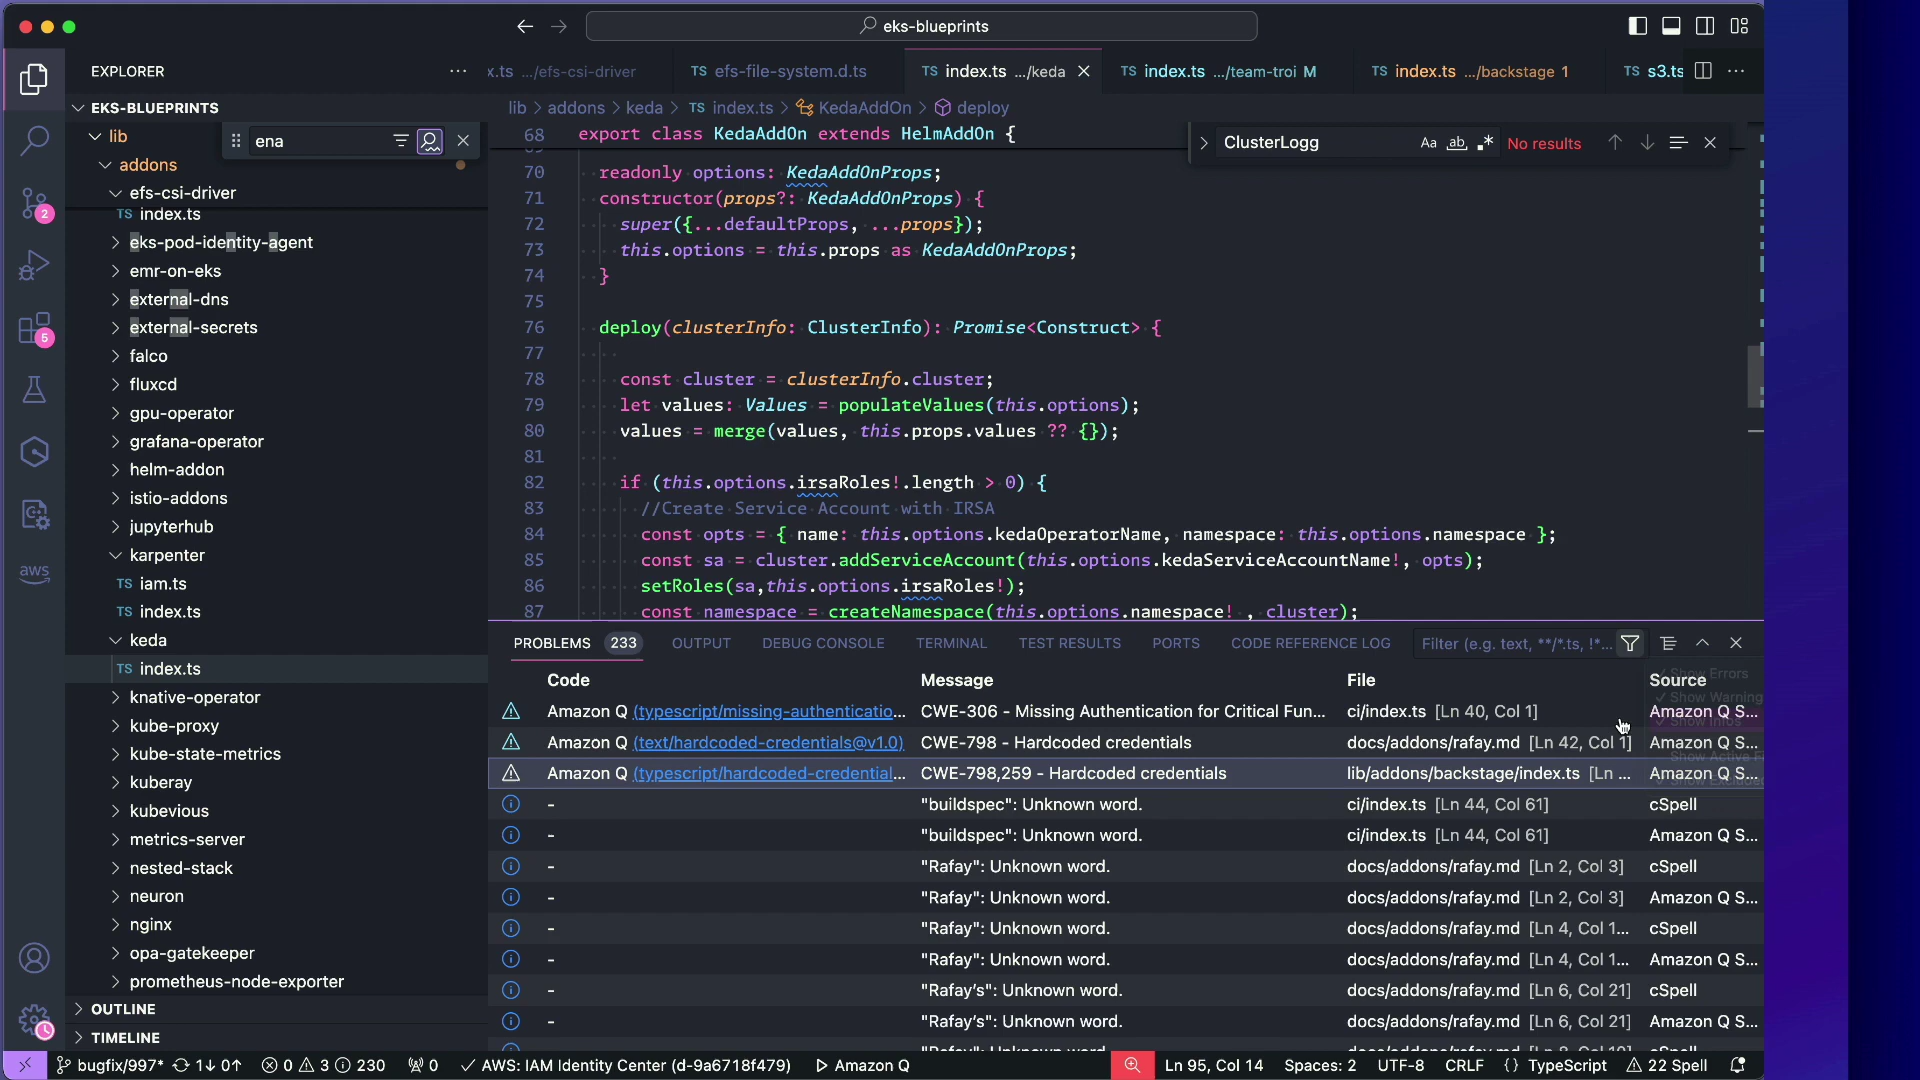 eks-blueprints
EXPLORER
x.ts .../efs-csi-driver
TS efs-file-system.d.ts
TS index.ts .../keda
TS index.ts .../team-troi M
TS index.ts .../backstage 1
TS s3.ts
EKS-BLUEPRINTS
lib
ena
addons
efs-csi-driver
TS index.ts
eks-pod-identity-agent
emr-on-eks
external-dns
external-secrets
falco
fluxcd
gpu-operator
grafana-operator
helm-addon
istio-addons
jupyterhub
karpenter
TS iam.ts
TS index.ts
keda
TS index.ts
knative-operator
kube-proxy
kube-state-metrics
kuberay
kubevious
metrics-server
nested-stack
neuron
nginx
opa-gatekeeper
prometheus-node-exporter
OUTLINE
TIMELINE
2
5
aws
lib > addons > keda > TS index.ts > KedaAddOn > deploy
ClusterLogg
Aa ab .* No results
68 export class KedaAddOn extends HelmAddOn {
70 readonly options: KedaAddOnProps;
71 constructor(props?: KedaAddOnProps) {
72 super({...defaultProps, ...props});
73 this.options = this.props as KedaAddOnProps;
74 }
75
76 deploy(clusterInfo: ClusterInfo): Promise<Construct> {
77
78 const cluster = clusterInfo.cluster;
79 let values: Values = populateValues(this.options);
80 values = merge(values, this.props.values ?? {});
81
82 if (this.options.irsaRoles!.length > 0) {
83 //Create Service Account with IRSA
84 const opts = { name: this.options.kedaOperatorName, namespace: this.options.namespace };
85 const sa = cluster.addServiceAccount(this.options.kedaServiceAccountName!, opts);
86 setRoles(sa,this.options.irsaRoles!);
87 const namespace = createNamespace(this.options.namespace! , cluster);
PROBLEMS 233 OUTPUT DEBUG CONSOLE TERMINAL TEST RESULTS PORTS CODE REFERENCE LOG Filter (e.g. text, **/*.ts, !*...
Code Message File Source
Amazon Q (typescript/missing-authenticatio... CWE-306 - Missing Authentication for Critical Fun... ci/index.ts [Ln 40, Col 1] Amazon Q S...
Amazon Q (text/hardcoded-credentials@v1.0) CWE-798 - Hardcoded credentials docs/addons/rafay.md [Ln 42, Col 1] Amazon Q S...
Amazon Q (typescript/hardcoded-credential... CWE-798,259 - Hardcoded credentials lib/addons/backstage/index.ts [Ln ... Amazon Q S...
- "buildspec": Unknown word. ci/index.ts [Ln 44, Col 61] cSpell
- "buildspec": Unknown word. ci/index.ts [Ln 44, Col 61] Amazon Q S...
- "Rafay": Unknown word. docs/addons/rafay.md [Ln 2, Col 3] cSpell
- "Rafay": Unknown word. docs/addons/rafay.md [Ln 2, Col 3] Amazon Q S...
- "Rafay": Unknown word. docs/addons/rafay.md [Ln 4, Col 1... cSpell
- "Rafay": Unknown word. docs/addons/rafay.md [Ln 4, Col 1... Amazon Q S...
- "Rafay's": Unknown word. docs/addons/rafay.md [Ln 6, Col 21] cSpell
- "Rafay's": Unknown word. docs/addons/rafay.md [Ln 6, Col 21] Amazon Q S...
Show Errors
Show Warning
Show Infos
bugfix/997* 1↓ 0↑ 0 3 230 0 AWS: IAM Identity Center (d-9a6718f479) Amazon Q Ln 95, Col 14 Spaces: 2 UTF-8 CRLF {} TypeScript 22 Spell